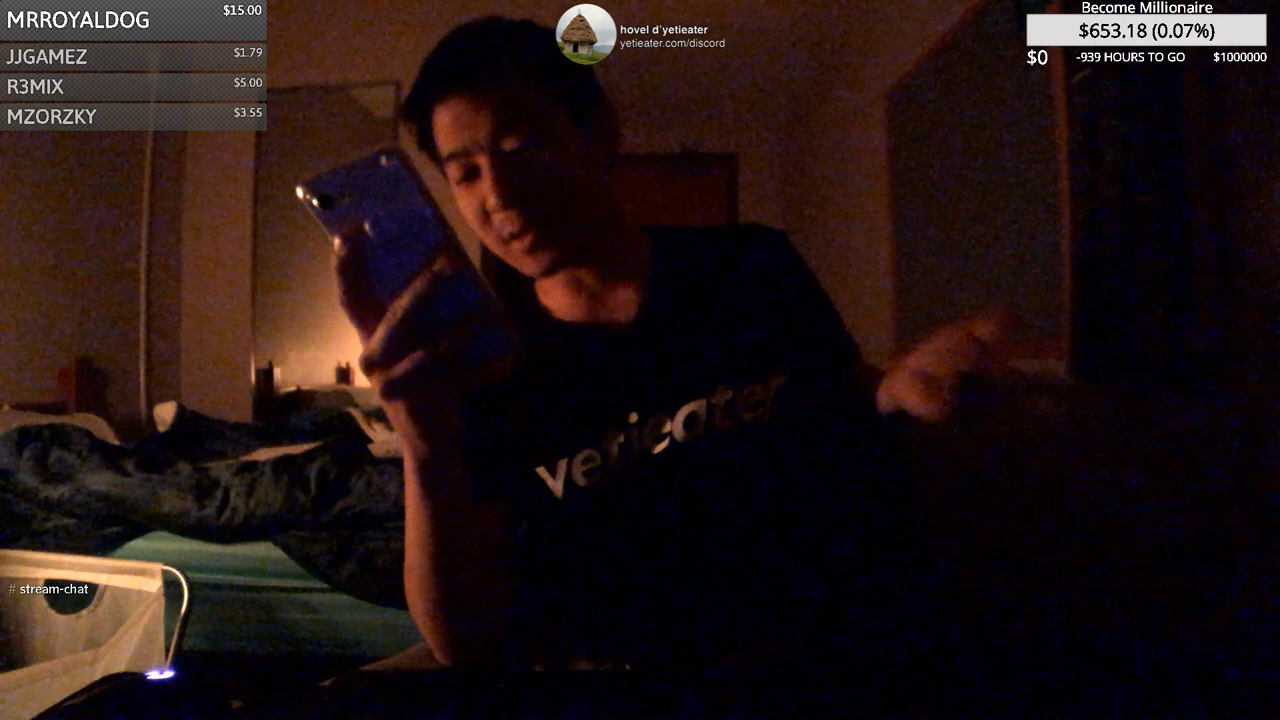 MRROYALDOG $15.00
JJGAMEZ $1.79
R3MIX $5.00
MZORZKY $3.55
hovel d'yetieater
yetieater.com/discord
Become Millionaire
$653.18 (0.07%)
$0 -939 HOURS TO GO $1000000
yetieater
# stream-chat